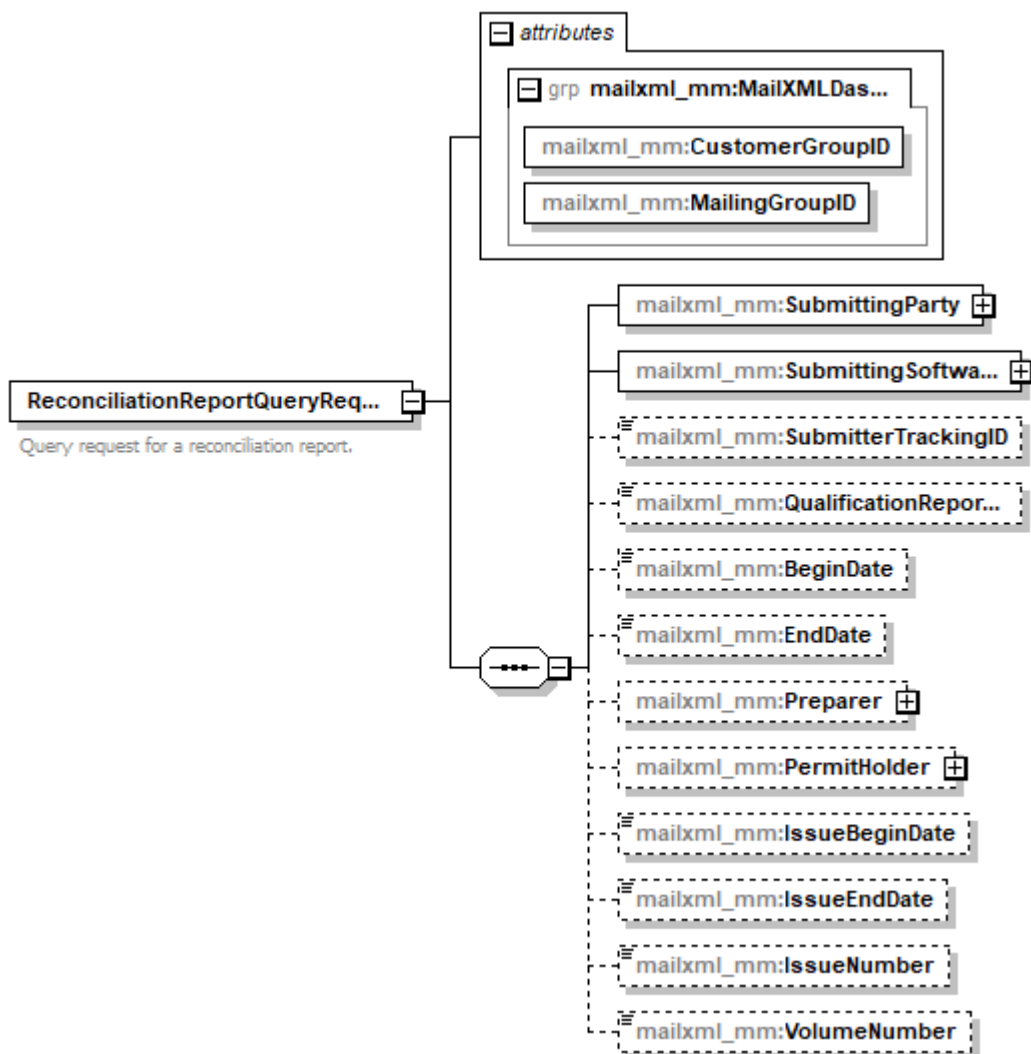 attributes
grp mailxml_mm:MailXMLDas...
mailxml_mm:CustomerGroupID
mailxml_mm:MailingGroupID
mailxml_mm:SubmittingParty
mailxml_mm:SubmittingSoftwa...
ReconciliationReportQueryReq...
Query request for a reconciliation report.
mailxml_mm:SubmitterTrackingID
mailxml_mm:QualificationRepor...
mailxml_mm:BeginDate
mailxml_mm:EndDate
mailxml_mm:Preparer
mailxml_mm:PermitHolder
mailxml_mm:IssueBeginDate
mailxml_mm:IssueEndDate
mailxml_mm:IssueNumber
mailxml_mm:VolumeNumber